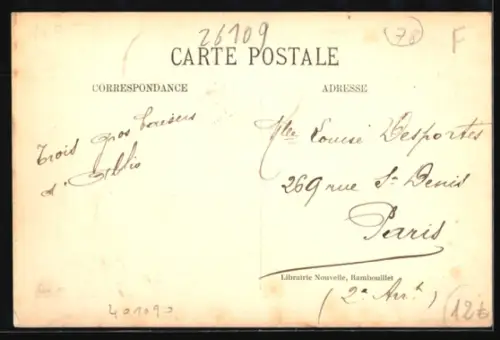 26109
78
F
CARTE POSTALE
CORRESPONDANCE
ADRESSE
Trois gros baisers
d'
Mlle Louise Desportes
269 rue St Denis
Paris
Librairie Nouvelle, Rambouillet
(2e Arrt)
401090
126